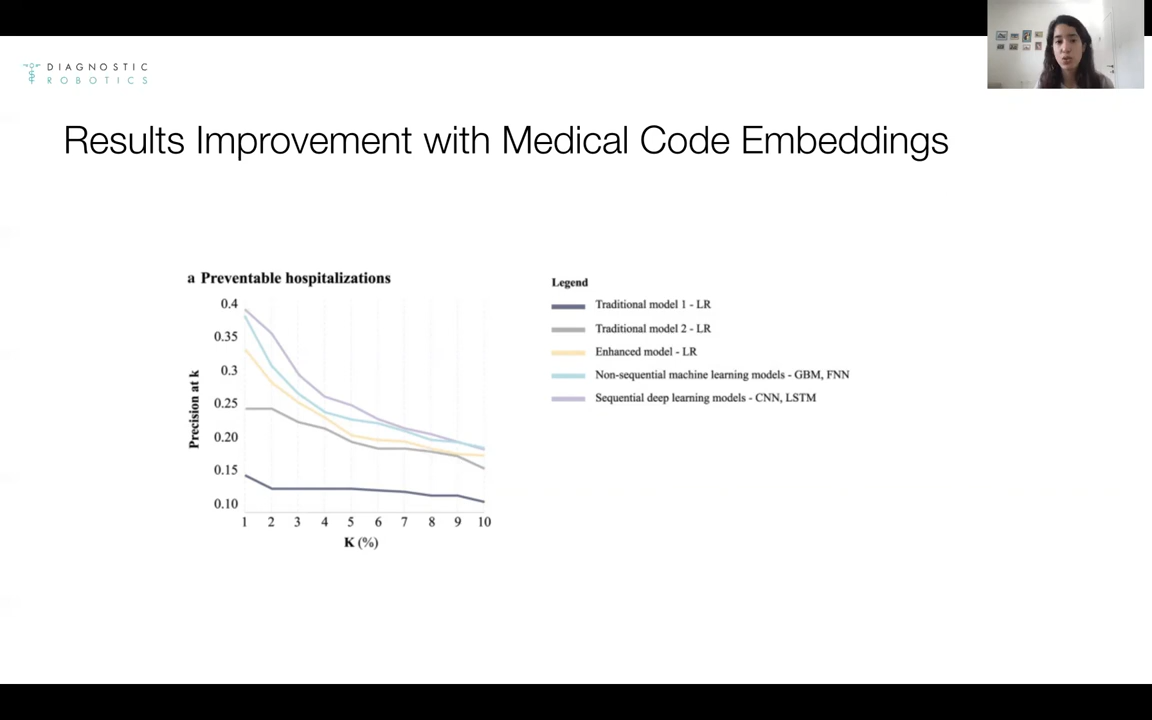 DIAGNOSTIC
ROBOTICS
Results Improvement with Medical Code Embeddings
a Preventable hospitalizations
0.4
0.35
0.3
0.25
0.20
0.15
0.10
Precision at k
1 2 3 4 5 6 7 8 9 10
K (%)
Legend
Traditional model 1 - LR
Traditional model 2 - LR
Enhanced model - LR
Non-sequential machine learning models - GBM, FNN
Sequential deep learning models - CNN, LSTM